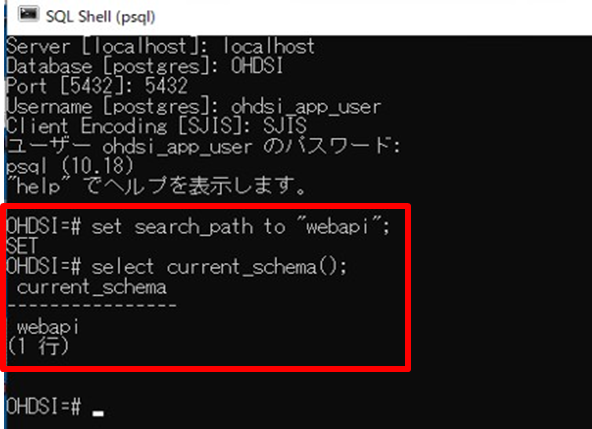 SQL Shell (psql)
Server [localhost]: localhost
Database [postgres]: OHDSI
Port [5432]: 5432
Username [postgres]: ohdsi_app_user
Client Encoding [SJIS]: SJIS
ユーザー ohdsi_app_user のパスワード:
psql (10.18)
"help" でヘルプを表示します。
OHDSI=# set search_path to "webapi";
SET
OHDSI=# select current_schema();
current_schema
----------------
webapi
(1 行)
OHDSI=# _